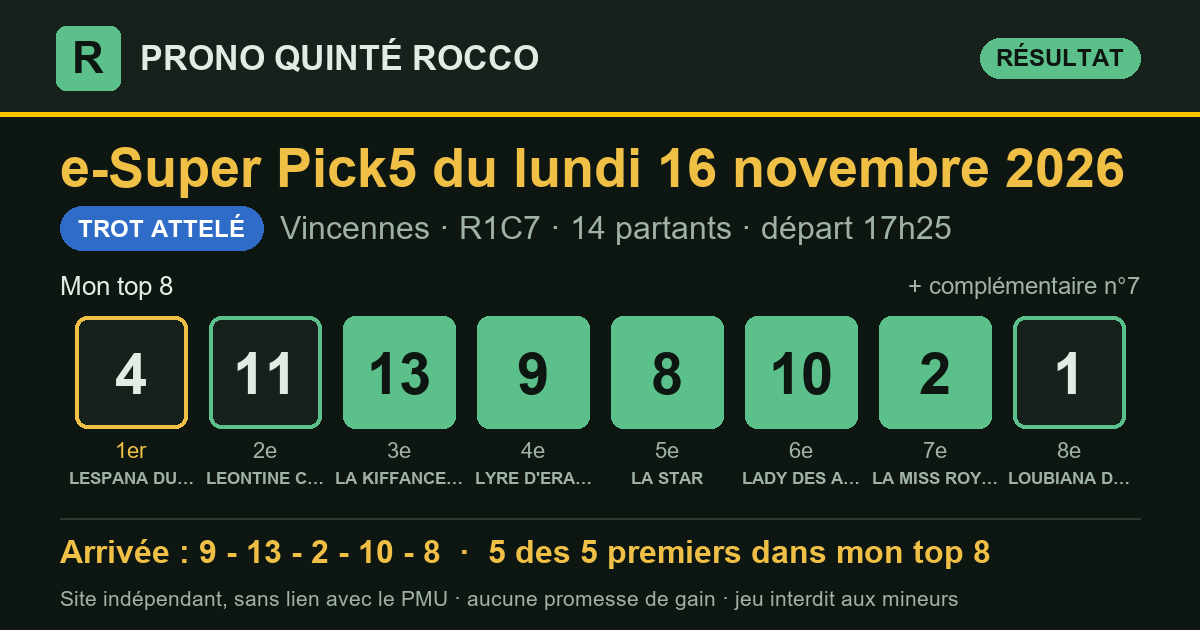 R PRONO QUINTÉ ROCCO RÉSULTAT
e-Super Pick5 du lundi 16 novembre 2026
TROT ATTELÉ Vincennes · R1C7 · 14 partants · départ 17h25
Mon top 8 + complémentaire n°7
4 11 13 9 8 10 2 1
1er 2e 3e 4e 5e 6e 7e 8e
LESPANA DU... LEONTINE C... LA KIFFANCE... LYRE D'ERA... LA STAR LADY DES A... LA MISS ROY... LOUBIANA D...
Arrivée : 9 - 13 - 2 - 10 - 8 · 5 des 5 premiers dans mon top 8
Site indépendant, sans lien avec le PMU · aucune promesse de gain · jeu interdit aux mineurs